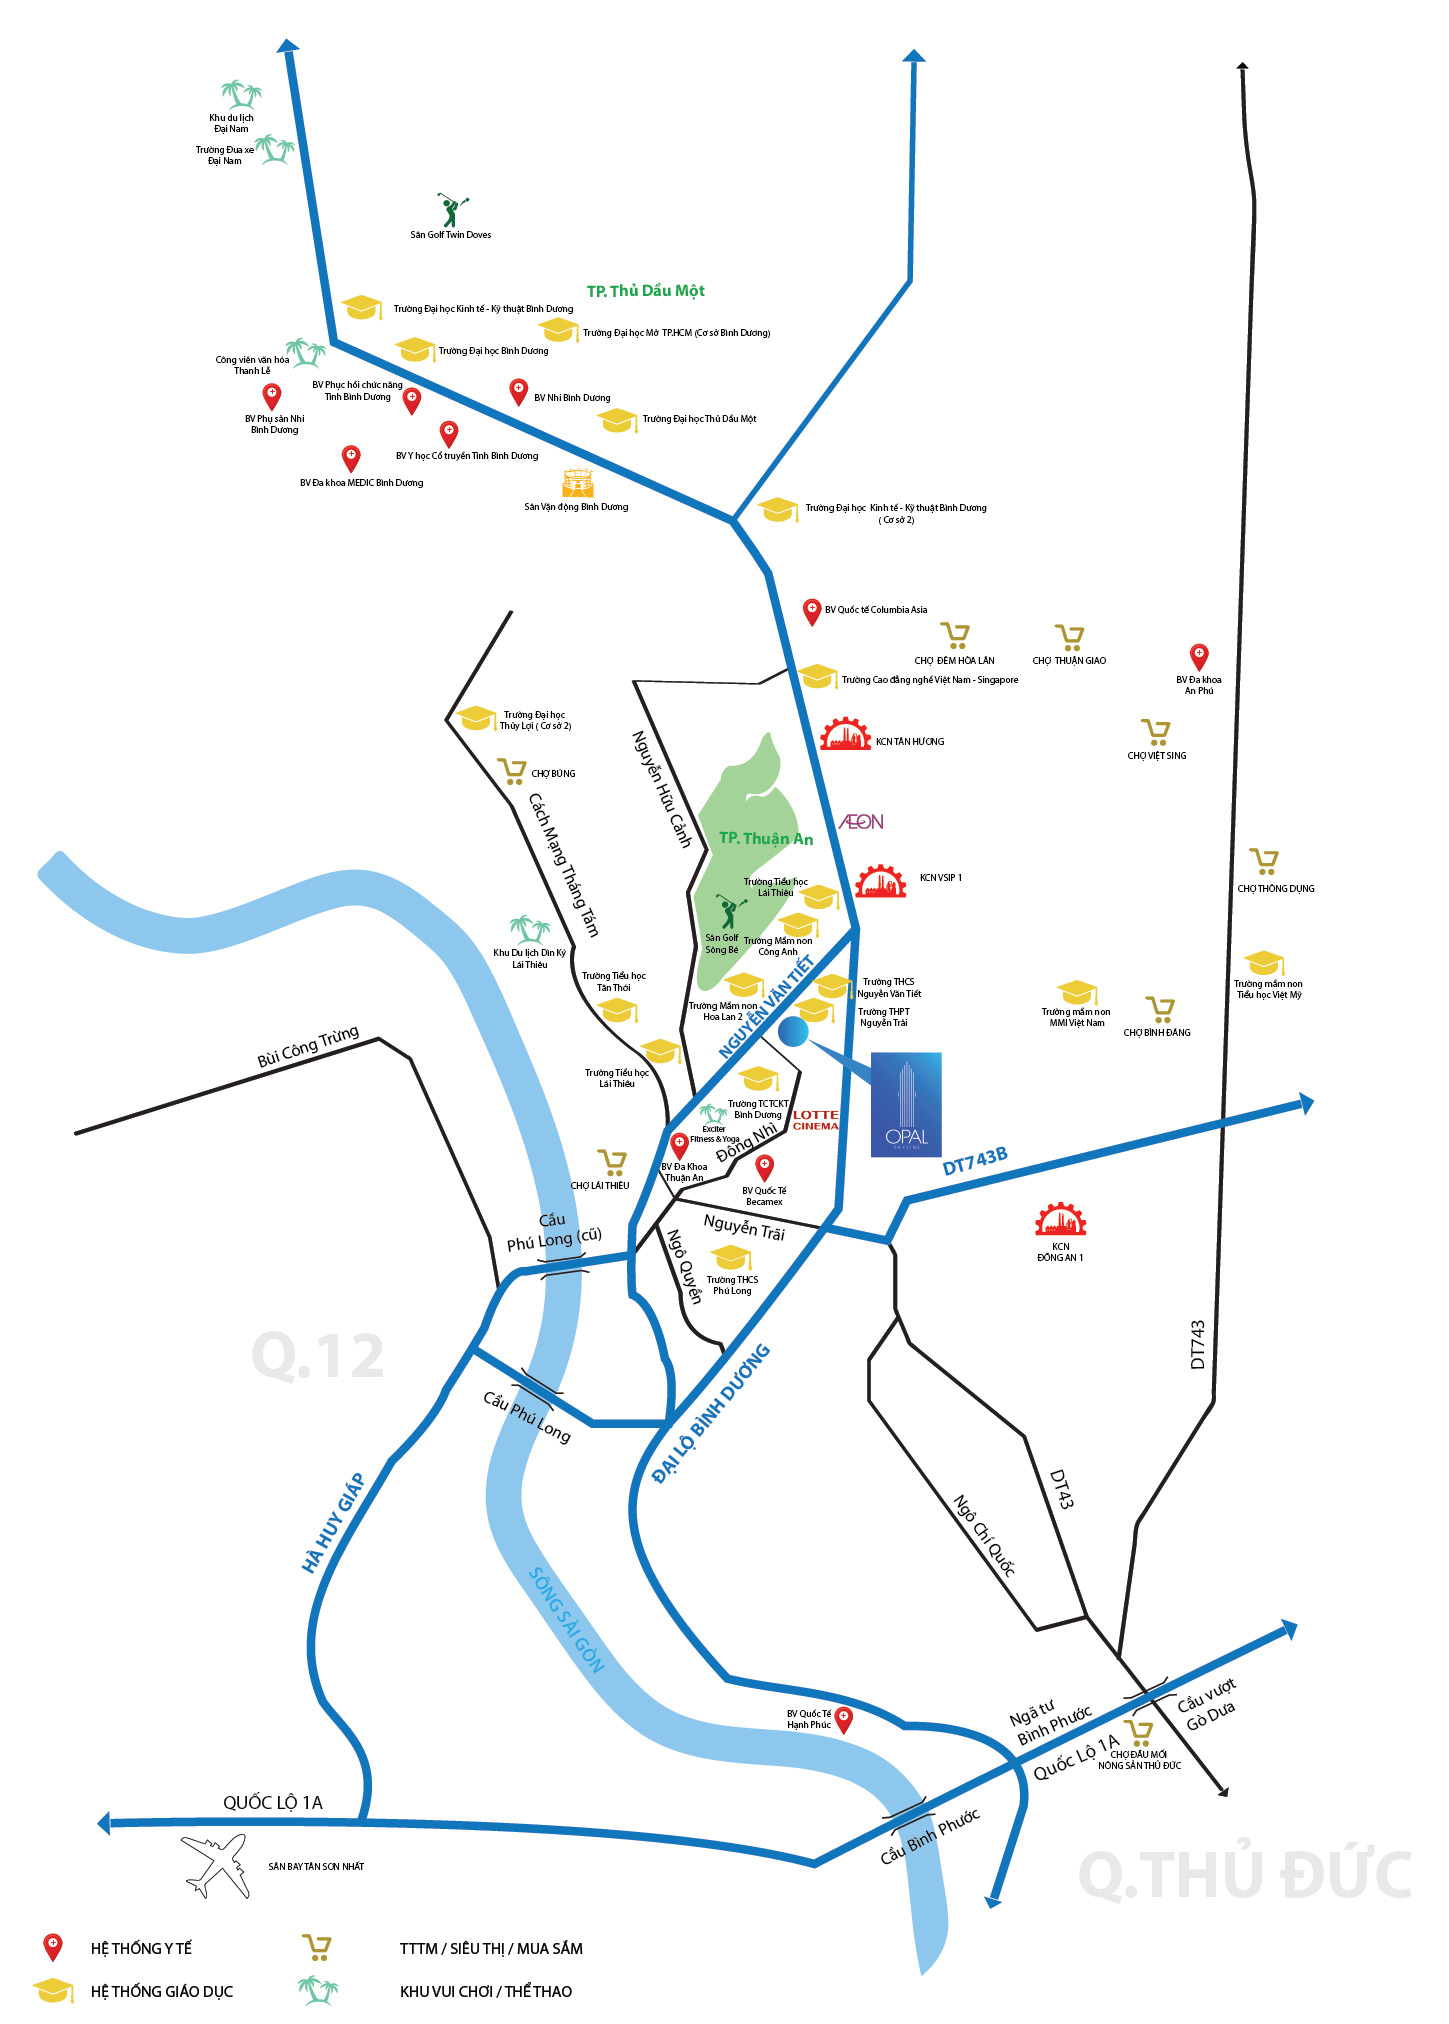 Khu du lịch
Đại Nam
Trường Đua xe
Đại Nam
Sân Golf Twin Doves
TP. Thủ Dầu Một
Trường Đại học Kinh tế - Kỹ thuật Bình Dương
Trường Đại học Mở TP.HCM (Cơ sở Bình Dương)
Trường Đại học Bình Dương
Công viên văn hóa
Thanh Lễ
BV Phục hồi chức năng
Tỉnh Bình Dương
BV Nhi Bình Dương
BV Phụ sản Nhi
Bình Dương
Trường Đại học Thủ Dầu Một
BV Y học Cổ truyền Tỉnh Bình Dương
BV Đa khoa MEDIC Bình Dương
Sân Vận động Bình Dương
Trường Đại học Kinh tế - Kỹ thuật Bình Dương
( Cơ sở 2)
BV Quốc tế Columbia Asia
CHỢ ĐÊM HÒA LÂN
CHỢ THUẬN GIAO
BV Đa khoa
An Phú
Trường Cao đẳng nghề Việt Nam - Singapore
Trường Đại học
Thủy Lợi ( Cơ sở 2)
KCN TÂN HƯƠNG
CHỢ VIỆT SING
CHỢ BÚNG
Nguyễn Hữu Cảnh
Cách Mạng Tháng Tám
AEON
TP. Thuận An
KCN VSIP 1
Trường Tiểu học
Lái Thiêu
CHỢ THÔNG DỤNG
Sân Golf
Sông Bé
Trường Mầm non
Công Anh
Khu Du lịch Dìn Ký
Lái Thiêu
Trường Tiểu học
Tân Thới
NGUYỄN VĂN TIẾT
Trường THCS
Nguyễn Văn Tiết
Trường mầm non
Tiểu học Việt Mỹ
Trường Mầm non
Hoa Lan 2
Trường THPT
Nguyễn Trãi
Trường mầm non
MMI Việt Nam
CHỢ BÌNH ĐÁNG
Bùi Công Trừng
Trường Tiểu học
Lái Thiêu
Trường TCTCKT
Bình Dương
LOTTE
CINEMA
OPAL
SKYLINE
Exciter
Fitness & Yoga
Đông Nhì
BV Đa Khoa
Thuận An
DT743B
CHỢ LÁI THIÊU
BV Quốc Tế
Becamex
Cầu
Phú Long (cũ)
Nguyễn Trãi
Ngô Quyền
KCN
ĐỒNG AN 1
Trường THCS
Phú Long
Q.12
DT743
Cầu Phú Long
ĐẠI LỘ BÌNH DƯƠNG
HÀ HUY GIÁP
DT43
Ngô Chí Quốc
SÔNG SÀI GÒN
BV Quốc Tế
Hạnh Phúc
Ngã tư
Bình Phước
Cầu vượt
Gò Dưa
Quốc Lộ 1A
CHỢ ĐẦU MỐI
NÔNG SẢN THỦ ĐỨC
QUỐC LỘ 1A
Cầu Bình Phước
SÂN BAY TÂN SƠN NHẤT
Q.THỦ ĐỨC
HỆ THỐNG Y TẾ
TTTM / SIÊU THỊ / MUA SẮM
HỆ THỐNG GIÁO DỤC
KHU VUI CHƠI / THỂ THAO